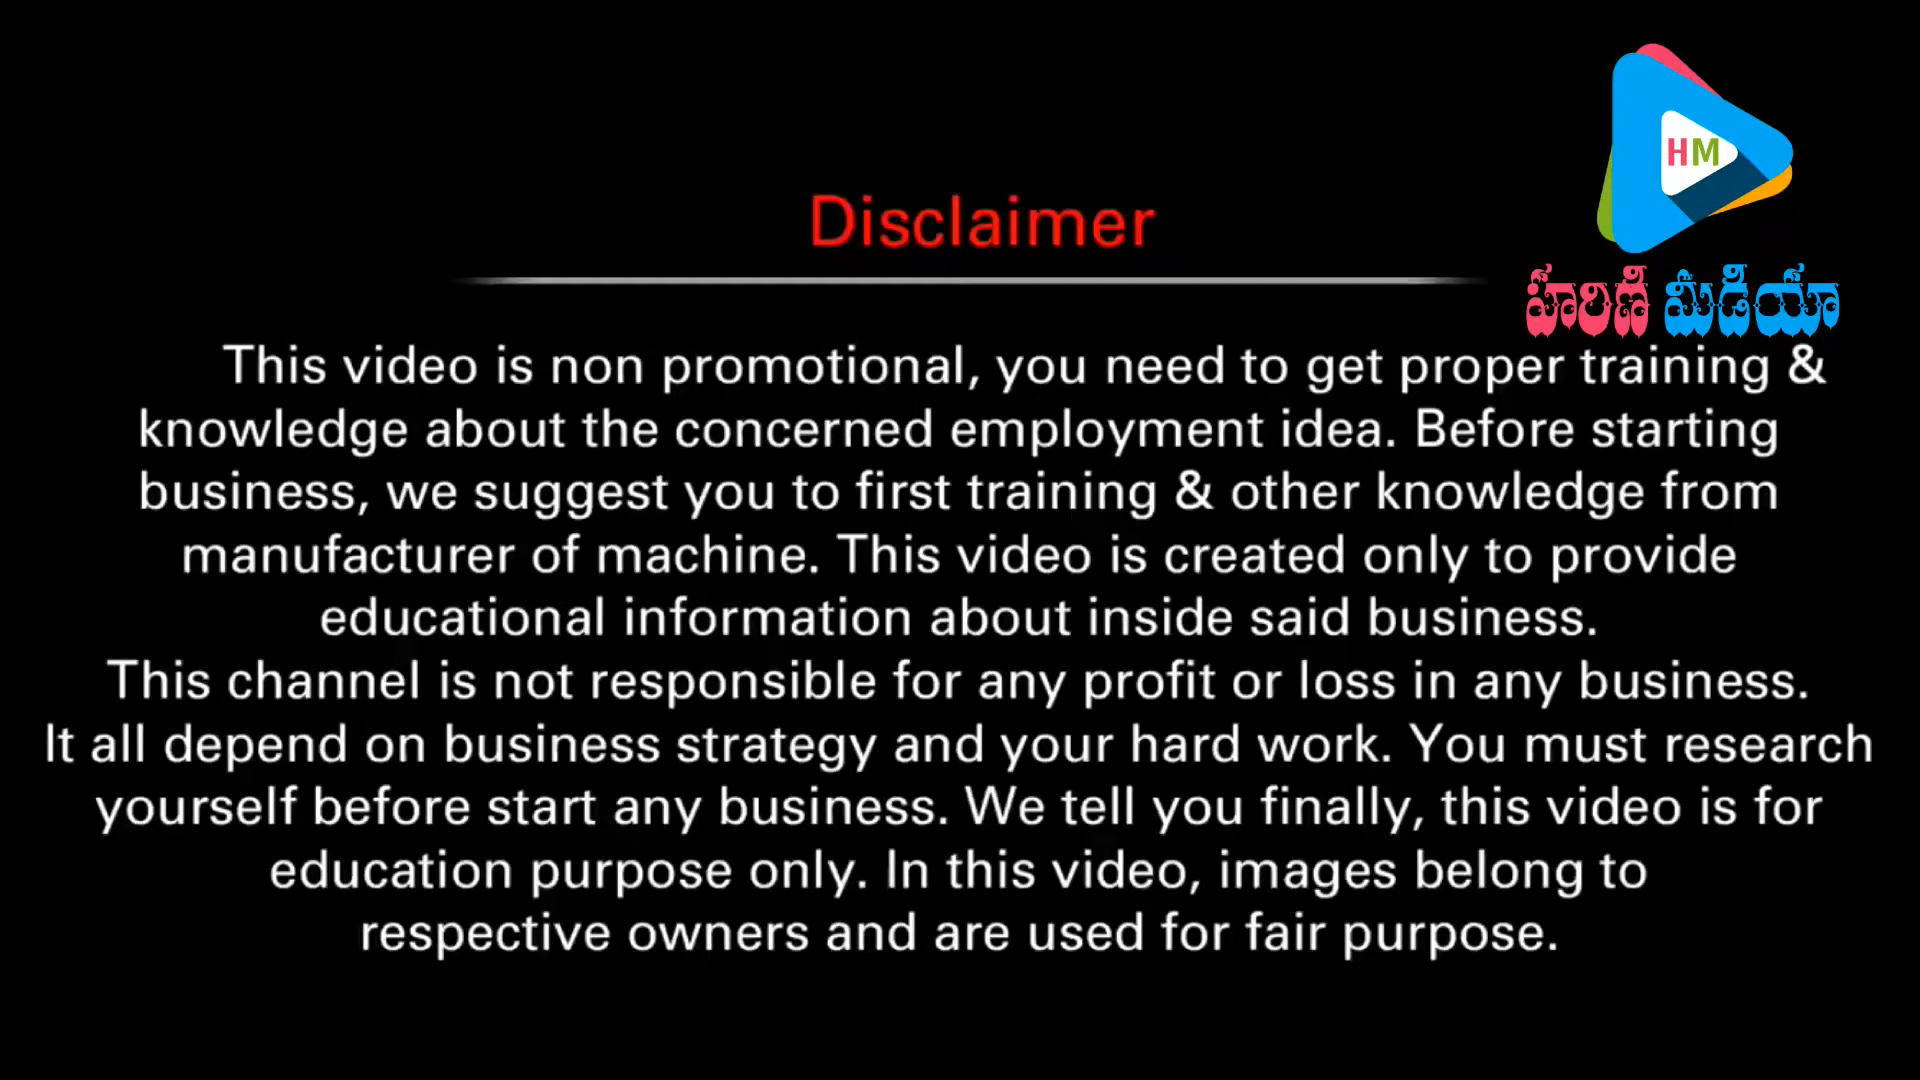 HM
హరిణి మీడియా
Disclaimer
This video is non promotional, you need to get proper training &
knowledge about the concerned employment idea. Before starting
business, we suggest you to first training & other knowledge from
manufacturer of machine. This video is created only to provide
educational information about inside said business.
This channel is not responsible for any profit or loss in any business.
It all depend on business strategy and your hard work. You must research
yourself before start any business. We tell you finally, this video is for
education purpose only. In this video, images belong to
respective owners and are used for fair purpose.